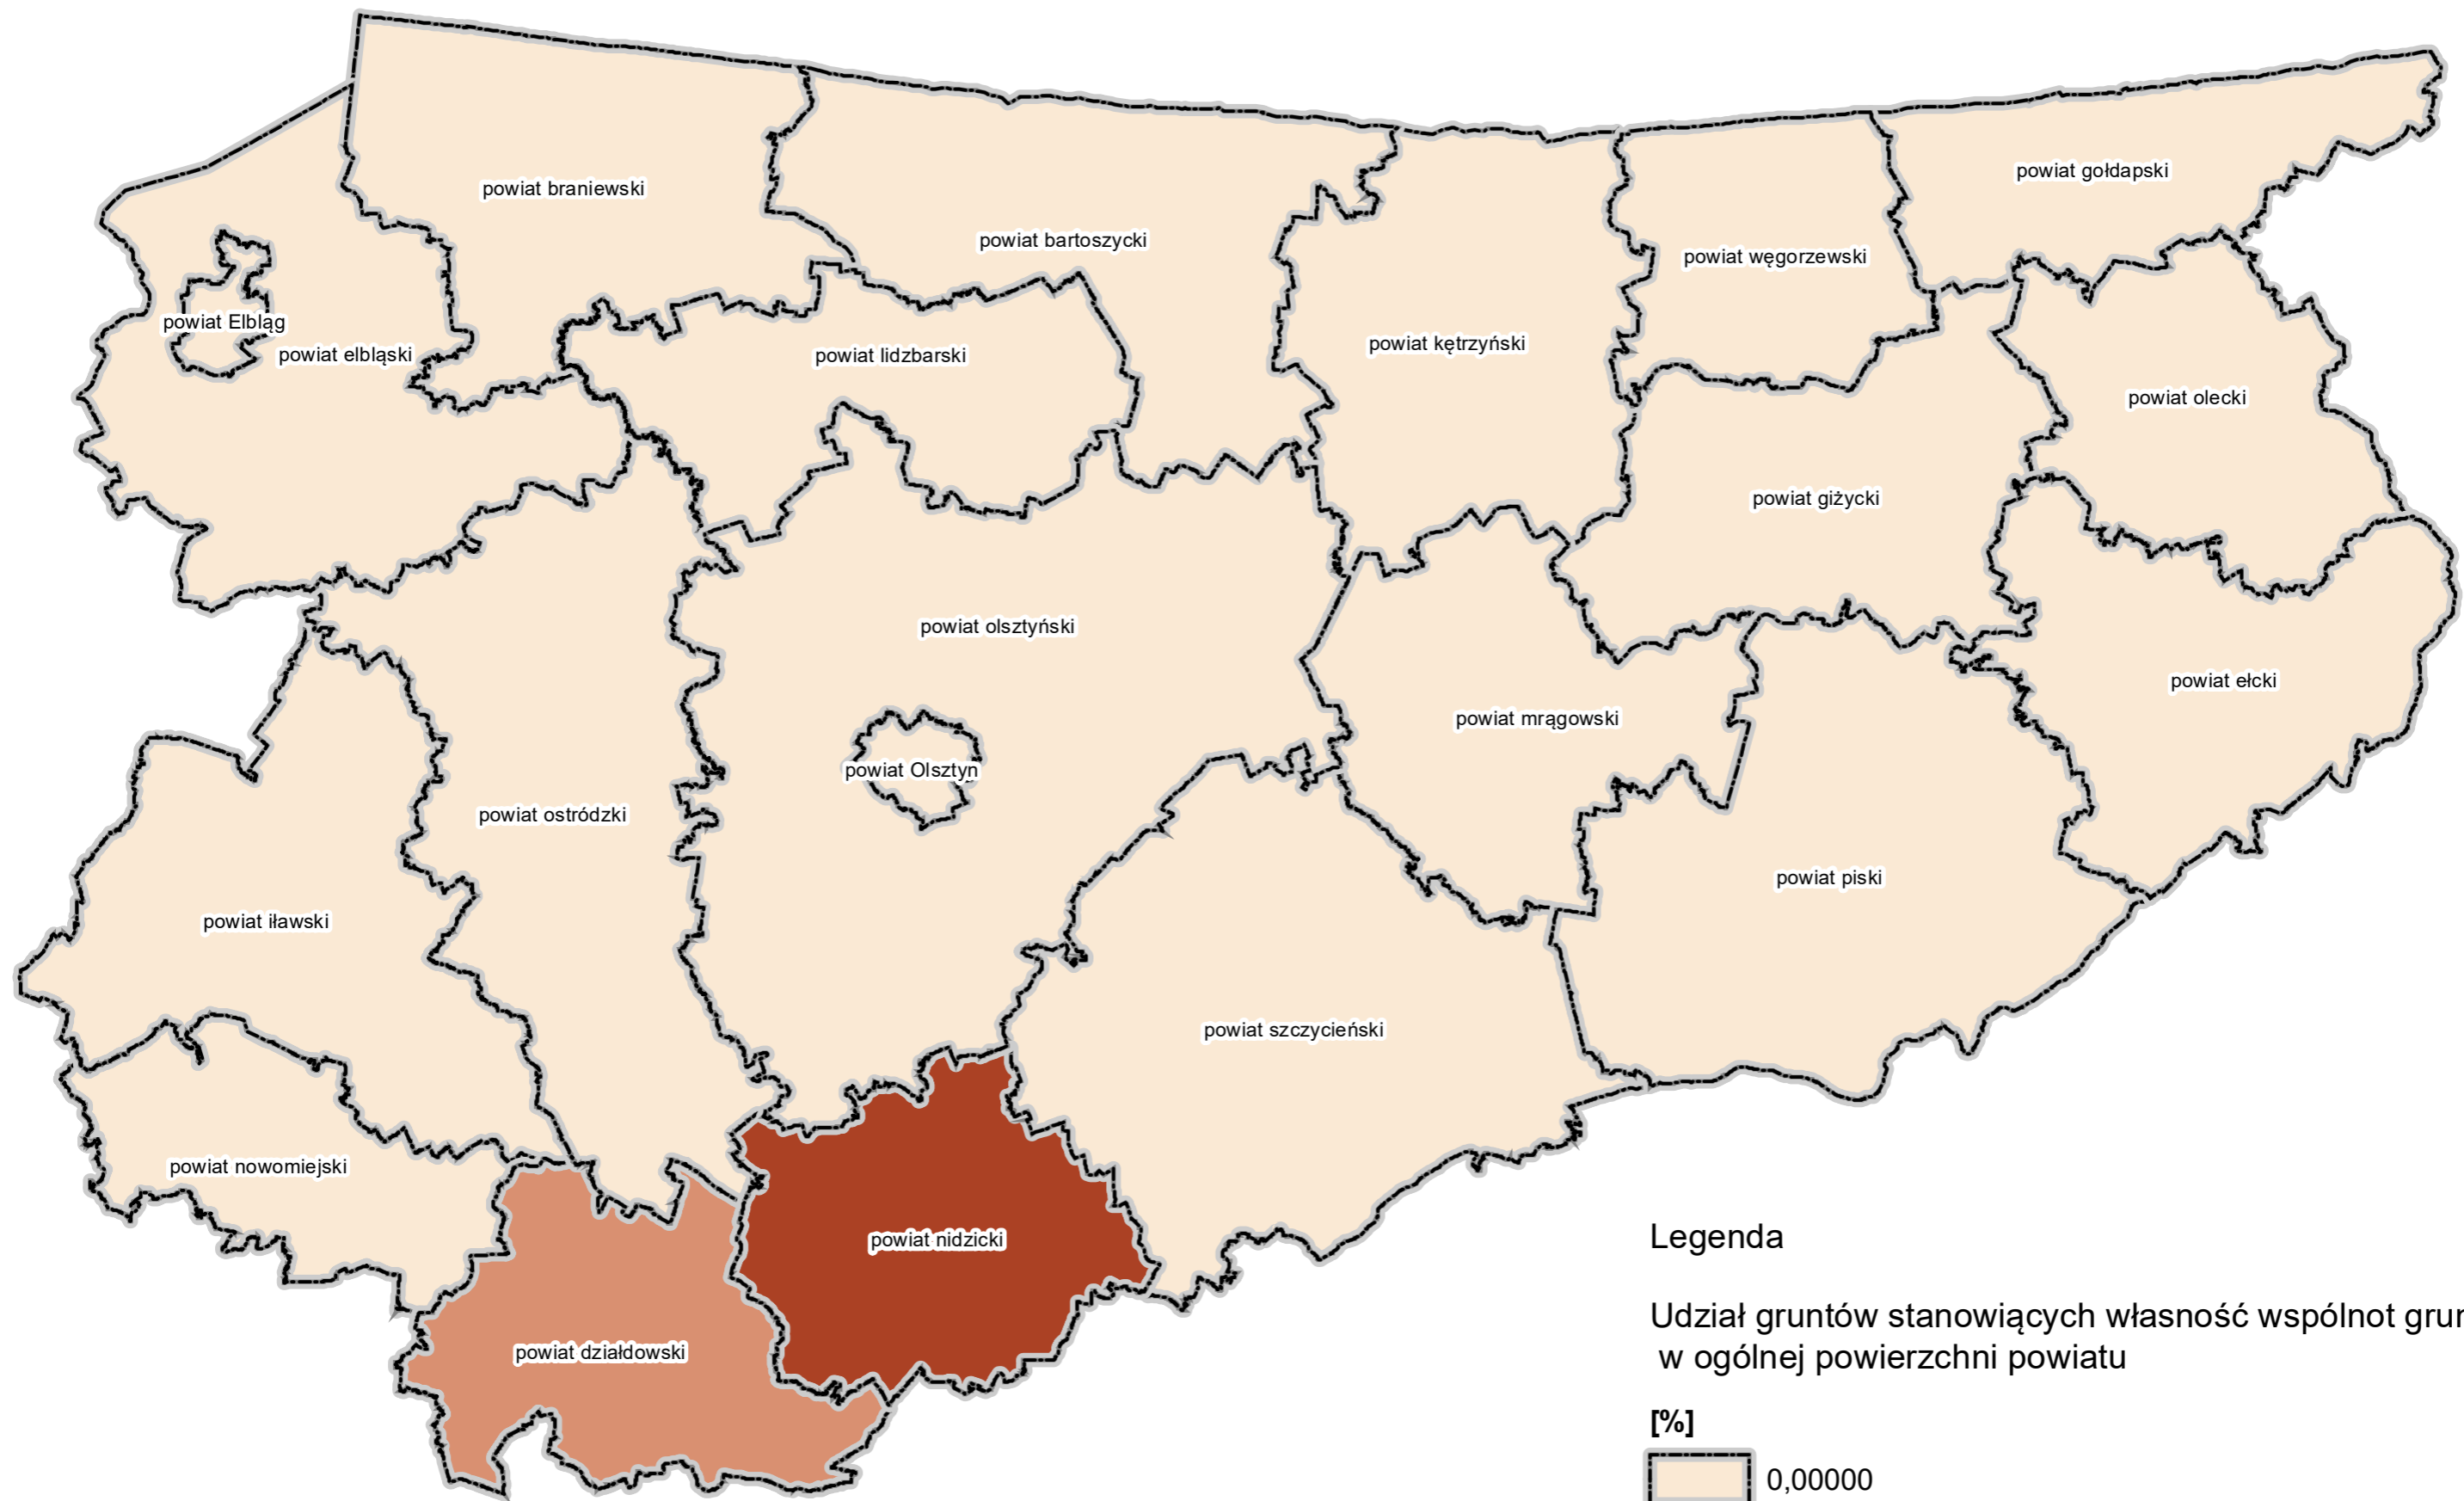 powiat gołdapski
powiat braniewski
powiat bartoszycki
powiat węgorzewski
powiat Elbląg
powiat elbląski
powiat lidzbarski
powiat kętrzyński
powiat olecki
powiat giżycki
powiat olsztyński
powiat ełcki
powiat mrągowski
powiat Olsztyn
powiat ostródzki
powiat piski
powiat iławski
powiat szczycieński
powiat nowomiejski
powiat nidzicki
powiat działdowski
Legenda
Udział gruntów stanowiących własność wspólnot
w ogólnej powierzchni powiatu
[%]
0,00000